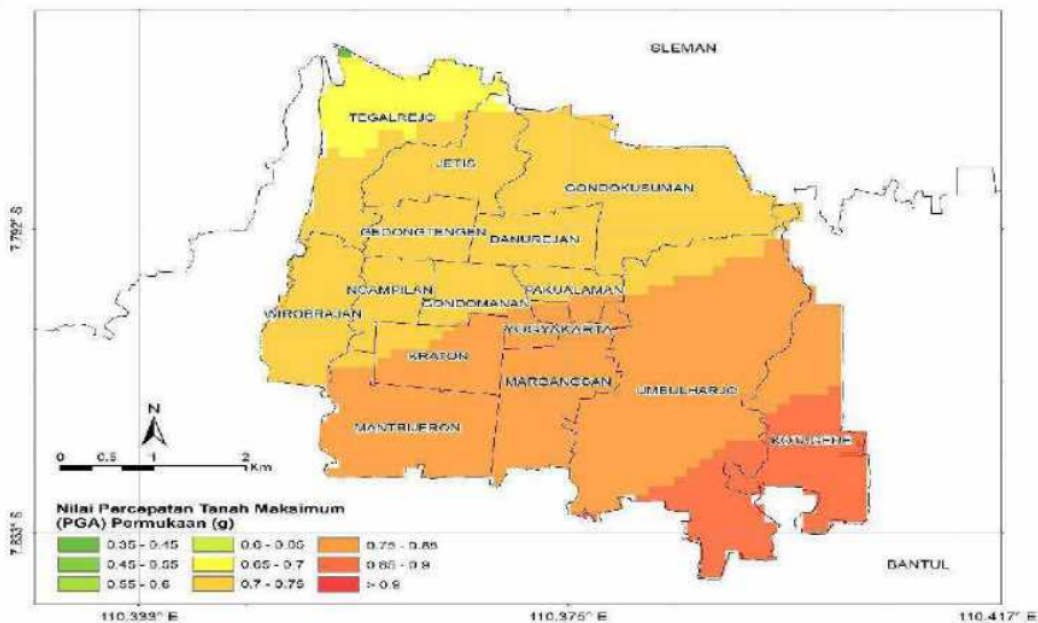 SLEMAN
TEGALREJO
JETIS
GONDOKUSUMAN
7.792° S
GEDONGTENGEN
DANUREJAN
NGAMPILAN
PAKUALAMAN
GONDOMANAN
WIROBRAJAN
YOGYAKARTA
KRATON
MARGANGSAN
UMBULHARJO
MANTRIJERON
KOTAGEDE
N
0 0.5 1 2
Km
Nilai Percepatan Tanah Maksimum
(PGA) Permukaan (g)
0.35 - 0.45
0.45 - 0.55
0.55 - 0.6
0.6 - 0.65
0.65 - 0.7
0.7 - 0.75
0.75 - 0.85
0.85 - 0.9
> 0.9
7.833° S
BANTUL
110.375° E
110.417° E